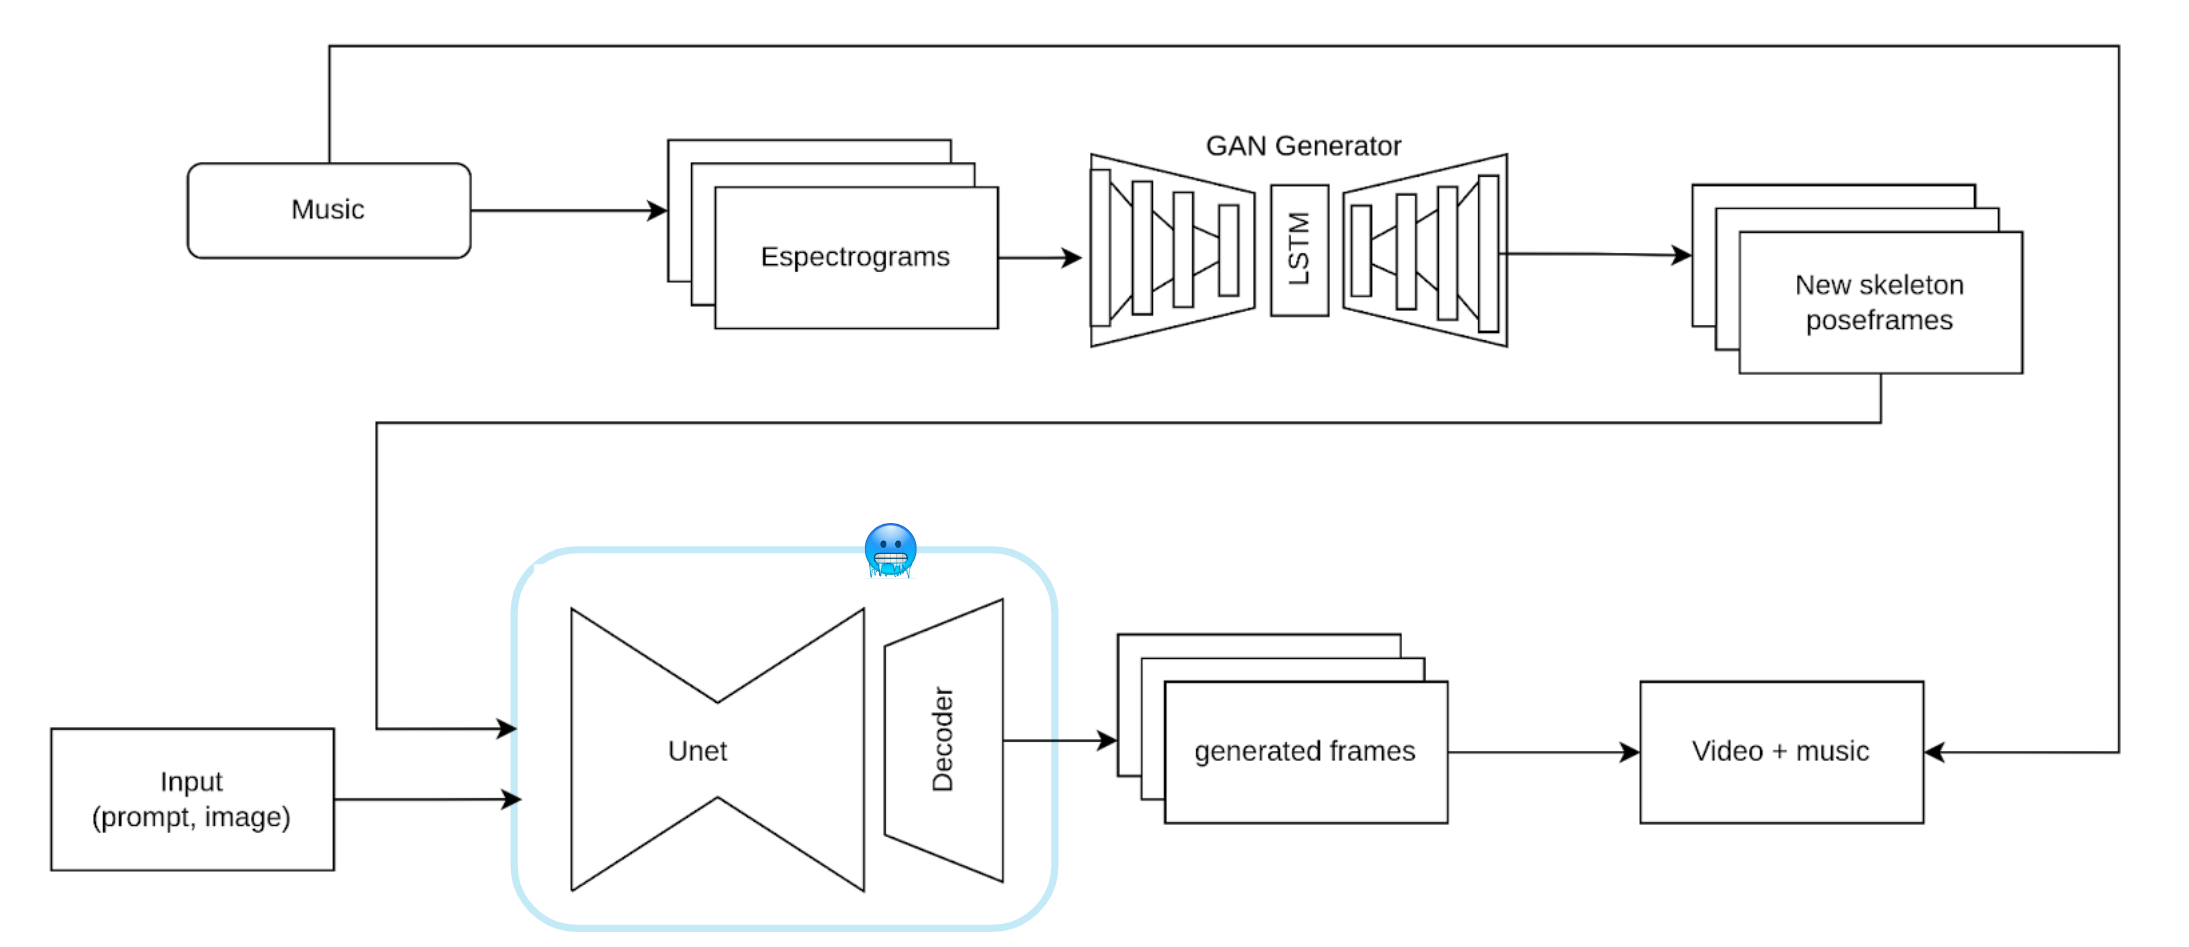 GAN Generator
Music
Espectrograms
LSTM
New skeleton
poseframes
Input
(prompt, image)
Unet
Decoder
generated frames
Video + music